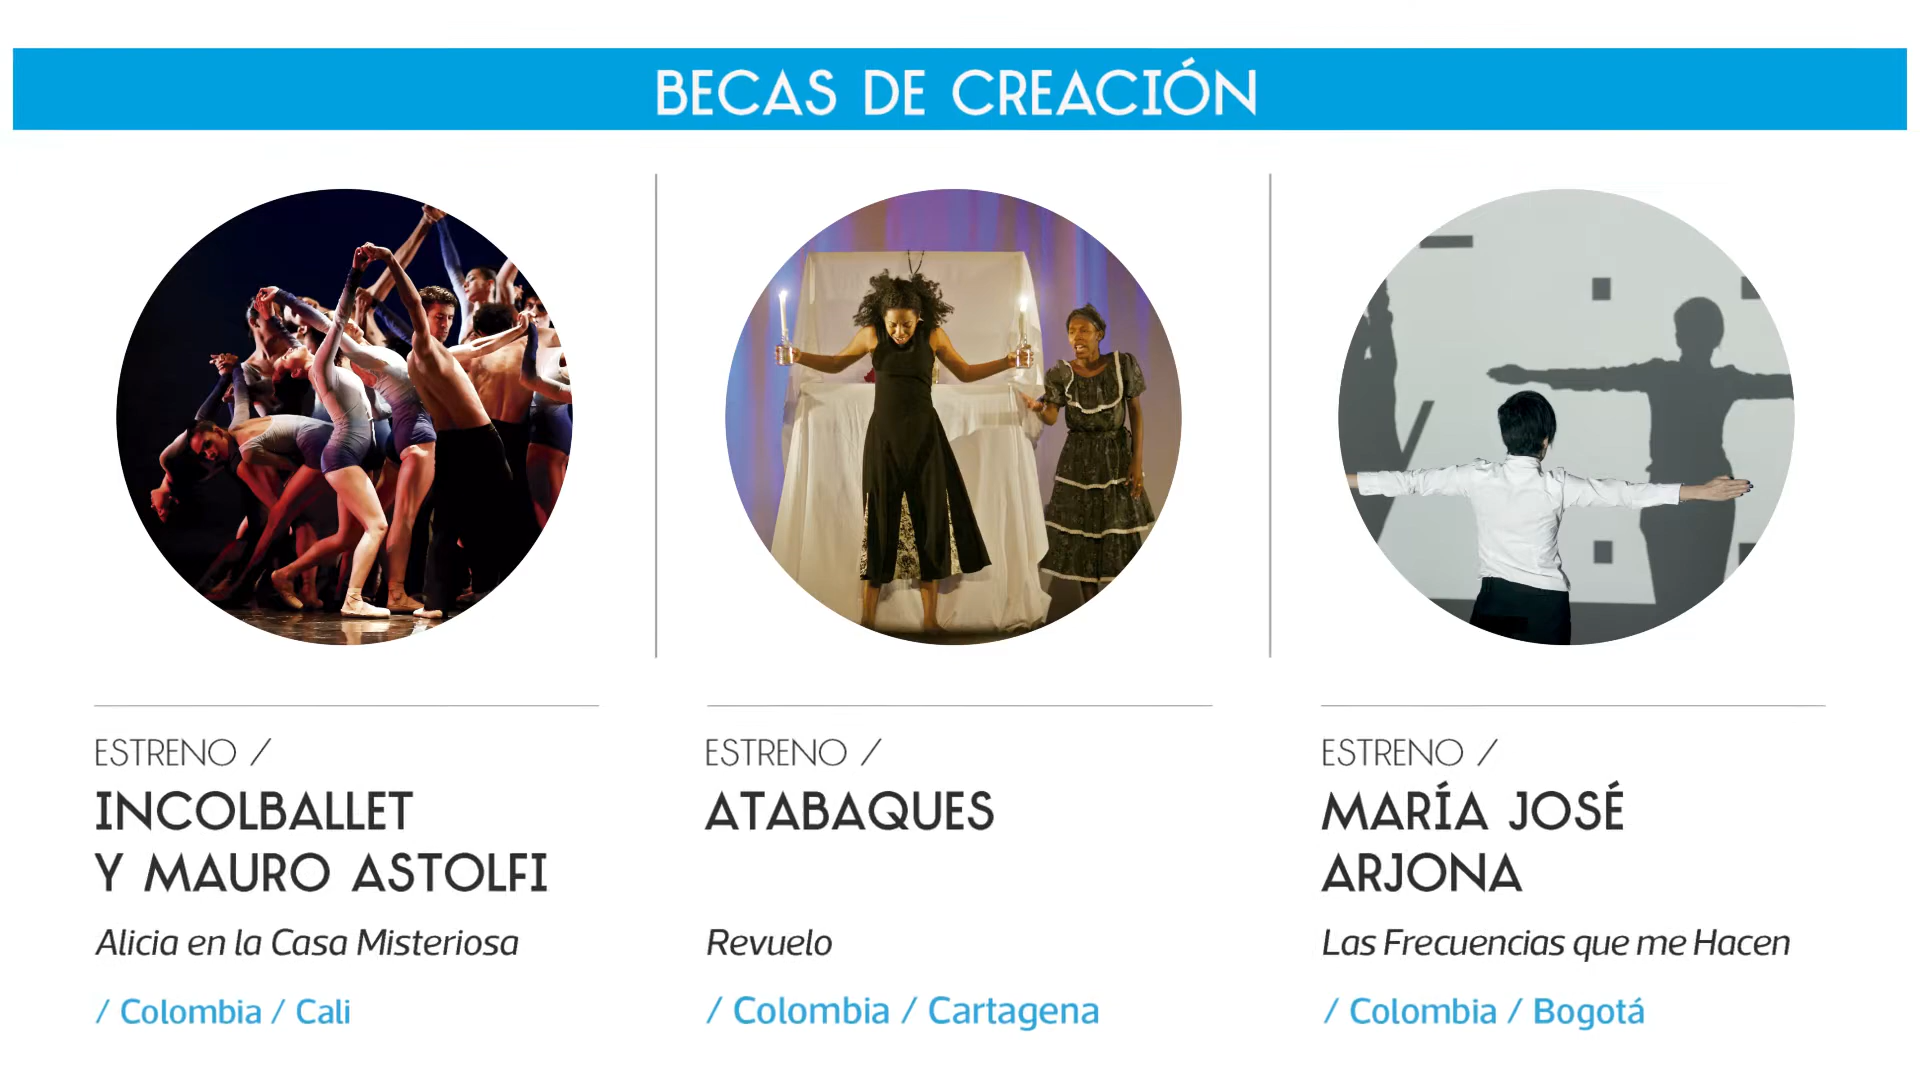 BECAS DE CREACIÓN
ESTRENO /
INCOLBALLET
Y MAURO ASTOLFI
Alicia en la Casa Misteriosa
/ Colombia / Cali
ESTRENO /
ATABAQUES
Revuelo
/ Colombia / Cartagena
ESTRENO /
MARÍA JOSÉ
ARJONA
Las Frecuencias que me Hacen
/ Colombia / Bogotá